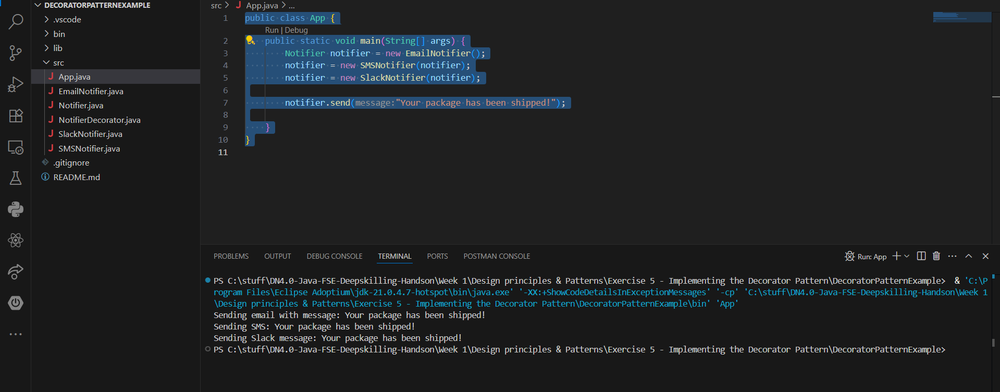 DECORATORPATTERNEXAMPLE
.vscode
bin
lib
src
App.java
EmailNotifier.java
Notifier.java
NotifierDecorator.java
SlackNotifier.java
SMSNotifier.java
.gitignore
README.md
src > App.java > ...
1 public class App {
Run | Debug
2 public static void main(String[] args) {
3 Notifier notifier = new EmailNotifier();
4 notifier = new SMSNotifier(notifier);
5 notifier = new SlackNotifier(notifier);
6
7 notifier.send(message:"Your package has been shipped!");
8
9 }
10 }
11
PROBLEMS OUTPUT DEBUG CONSOLE TERMINAL PORTS POSTMAN CONSOLE Run: App
PS C:\stuff\DN4.0-Java-FSE-Deepskilling-Handson\Week 1\Design principles & Patterns\Exercise 5 - Implementing the Decorator Pattern\DecoratorPatternExample> & 'C:\P
rogram Files\Eclipse Adoptium\jdk-21.0.4.7-hotspot\bin\java.exe' '-XX:+ShowCodeDetailsInExceptionMessages' '-cp' 'C:\stuff\DN4.0-Java-FSE-Deepskilling-Handson\Week 1
\Design principles & Patterns\Exercise 5 - Implementing the Decorator Pattern\DecoratorPatternExample\bin' 'App'
Sending email with message: Your package has been shipped!
Sending SMS: Your package has been shipped!
Sending Slack message: Your package has been shipped!
PS C:\stuff\DN4.0-Java-FSE-Deepskilling-Handson\Week 1\Design principles & Patterns\Exercise 5 - Implementing the Decorator Pattern\DecoratorPatternExample>